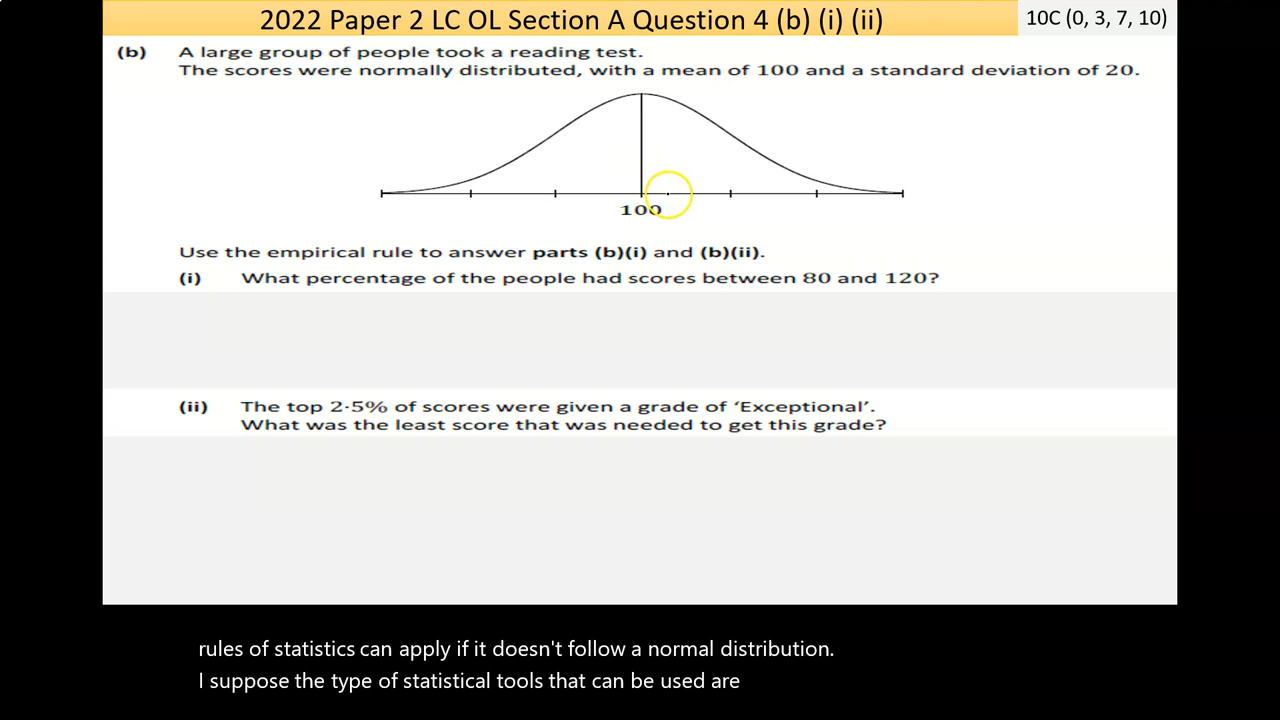 2022 Paper 2 LC OL Section A Question 4 (b) (i) (ii)
10C (0, 3, 7, 10)
(b) A large group of people took a reading test.
The scores were normally distributed, with a mean of 100 and a standard deviation of 20.
100
Use the empirical rule to answer parts (b)(i) and (b)(ii).
(i) What percentage of the people had scores between 80 and 120?
(ii) The top 2·5% of scores were given a grade of ‘Exceptional’.
What was the least score that was needed to get this grade?
rules of statistics can apply if it doesn't follow a normal distribution.
I suppose the type of statistical tools that can be used are